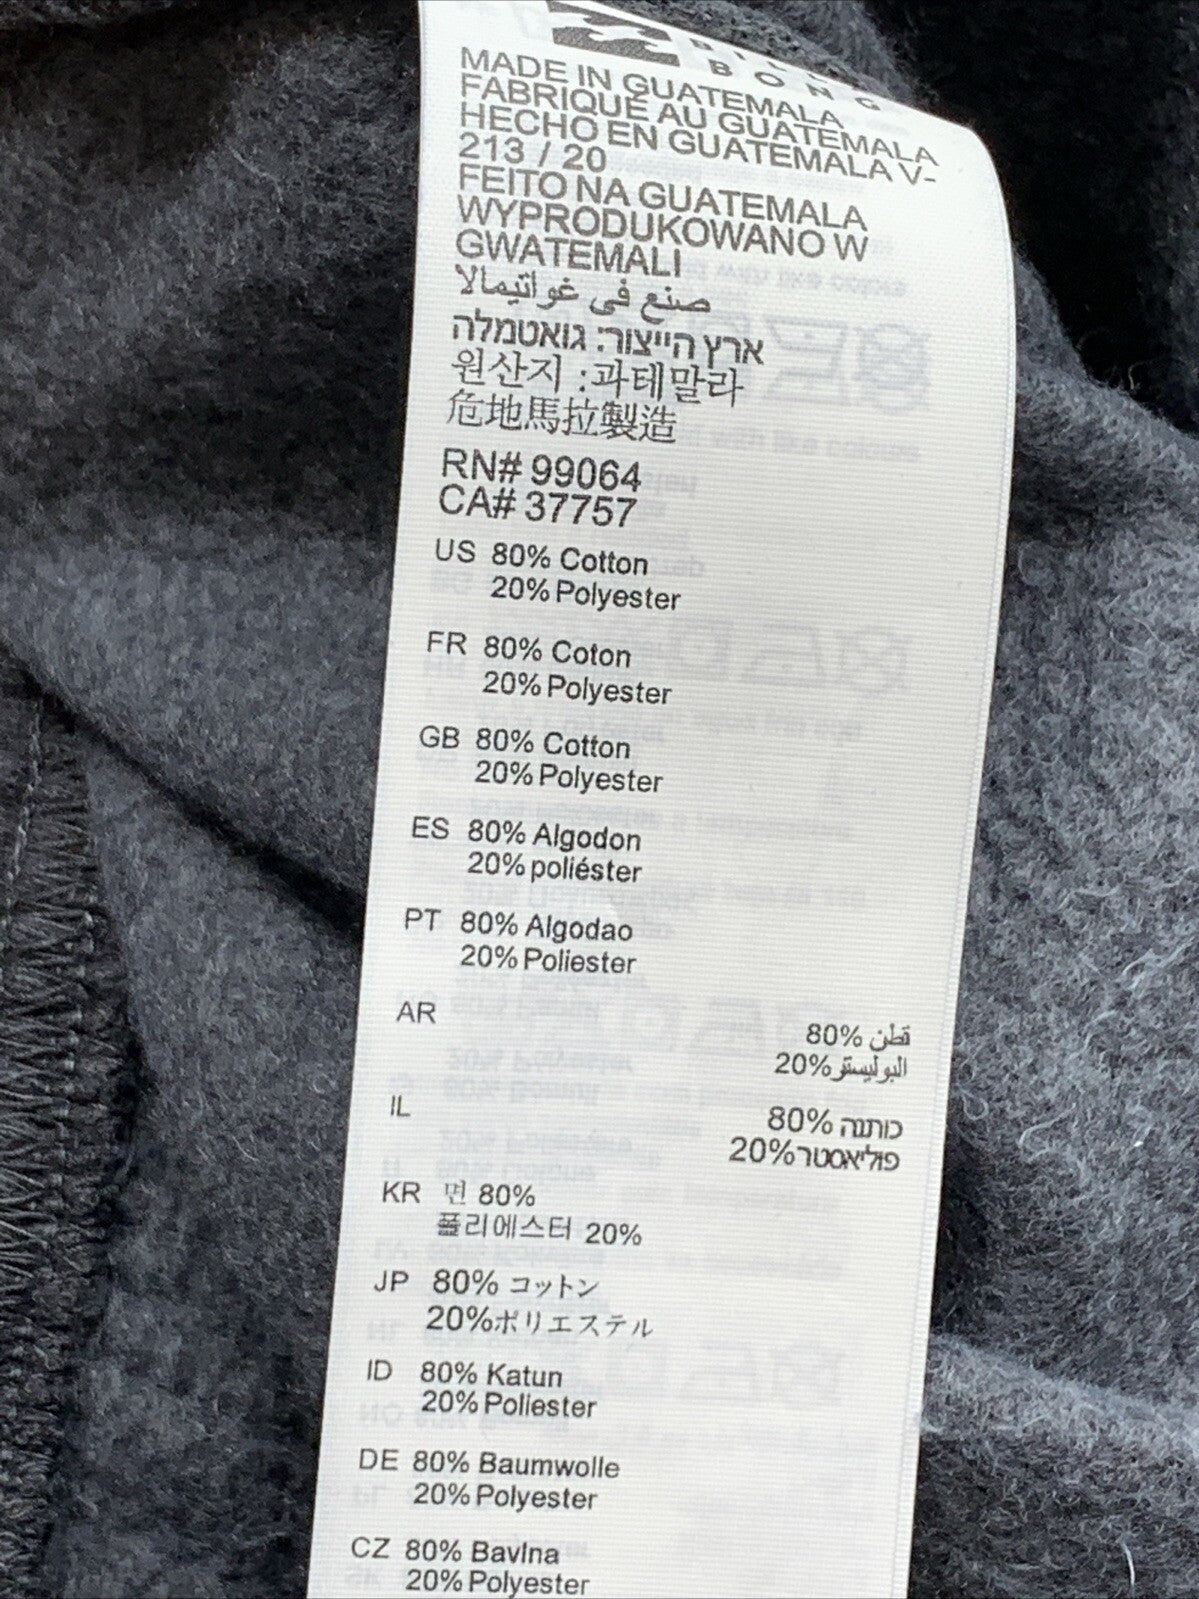 BONG
MADE IN GUATEMALA
FABRIQUÉ AU GUATEMALA
HECHO EN GUATEMALA V-
213 / 20
FEITO NA GUATEMALA
WYPRODUKOWANO W
GWATEMALI
صنع في غواتيمالا
ארץ הייצור: גואטמלה
원산지 :과테말라
危地馬拉製造
RN# 99064
CA# 37757
US 80% Cotton
20% Polyester
FR 80% Coton
20% Polyester
GB 80% Cotton
20% Polyester
ES 80% Algodon
20% poliéster
PT 80% Algodao
20% Poliester
AR 80% قطن
20% البوليستر
IL 80% כותנה
20% פוליאסטר
KR 면 80%
폴리에스터 20%
JP 80% コットン
20%ポリエステル
ID 80% Katun
20% Poliester
DE 80% Baumwolle
20% Polyester
CZ 80% Bavlna
20% Polyester